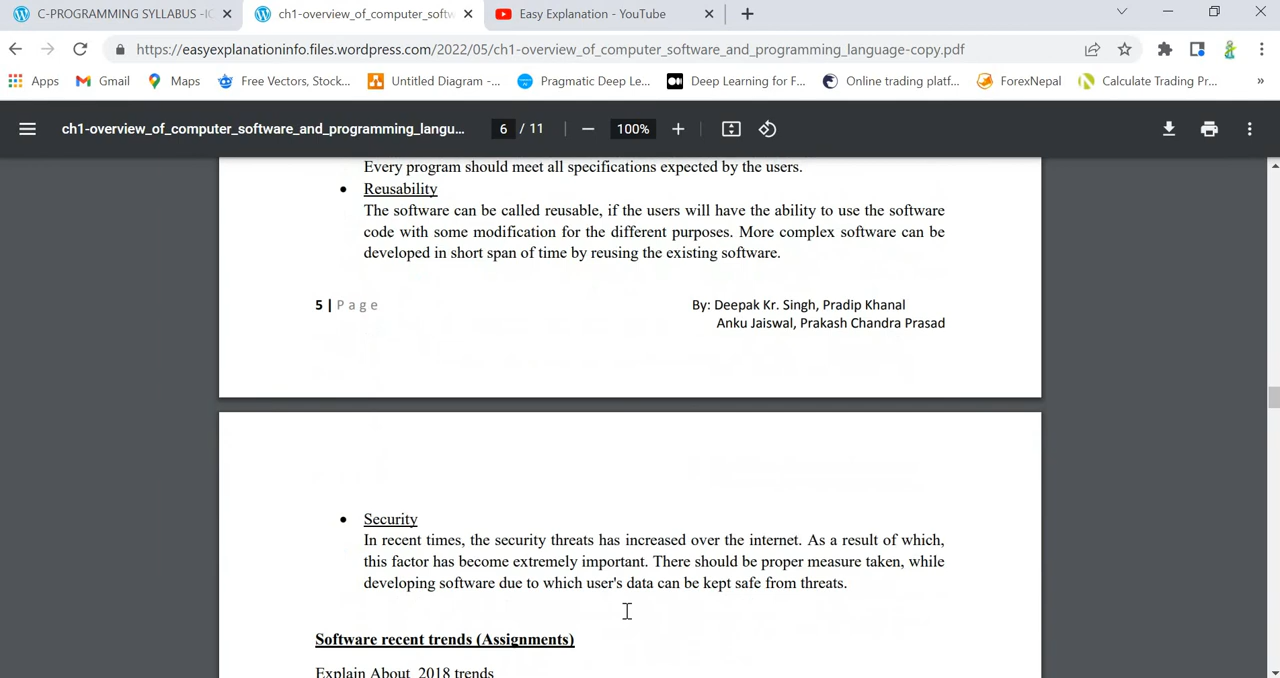 C-PROGRAMMING SYLLABUS -IO
ch1-overview_of_computer_softw
Easy Explanation - YouTube
https://easyexplanationinfo.files.wordpress.com/2022/05/ch1-overview_of_computer_software_and_programming_language-copy.pdf
Apps Gmail Maps Free Vectors, Stock... Untitled Diagram -... Pragmatic Deep Le... Deep Learning for F... Online trading platf... ForexNepal Calculate Trading Pr... »
ch1-overview_of_computer_software_and_programming_langu... 6 / 11 100%
Every program should meet all specifications expected by the users.
• Reusability
The software can be called reusable, if the users will have the ability to use the software
code with some modification for the different purposes. More complex software can be
developed in short span of time by reusing the existing software.
5 | P a g e
By: Deepak Kr. Singh, Pradip Khanal
Anku Jaiswal, Prakash Chandra Prasad
• Security
In recent times, the security threats has increased over the internet. As a result of which,
this factor has become extremely important. There should be proper measure taken, while
developing software due to which user's data can be kept safe from threats.
Software recent trends (Assignments)
Explain About 2018 trends